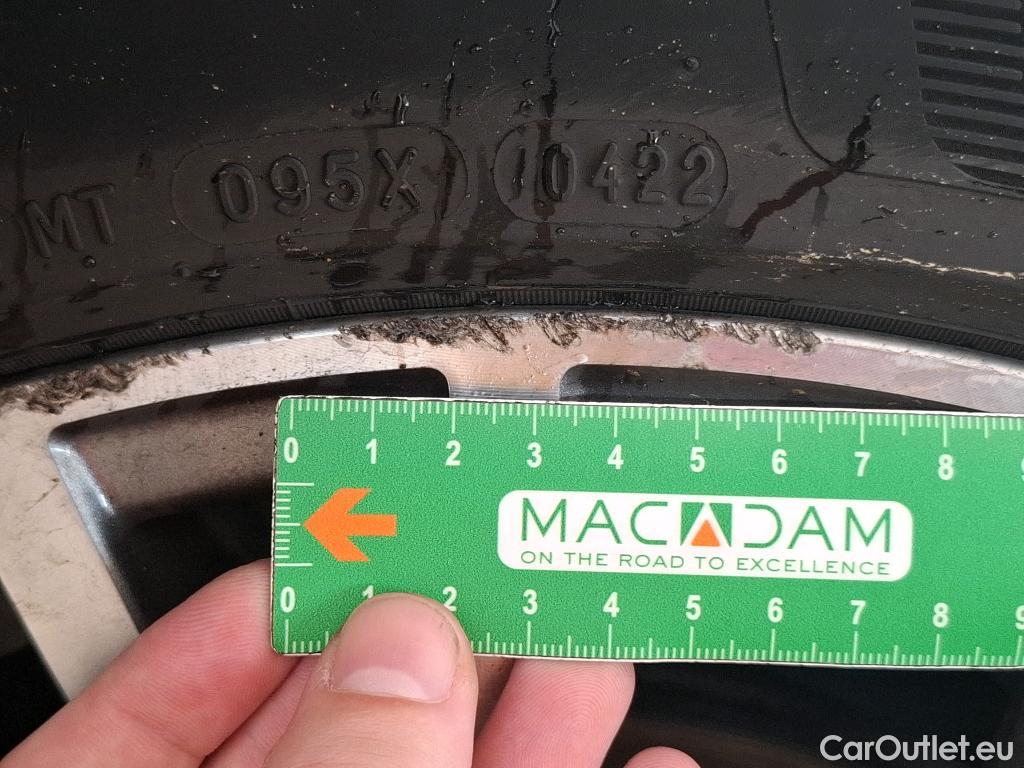 MT 095X 10422
0 1 2 3 4 5 6 7 8
MACADAM
ON THE ROAD TO EXCELLENCE
0 1 2 3 4 5 6 7 8 9
CarOutlet.eu